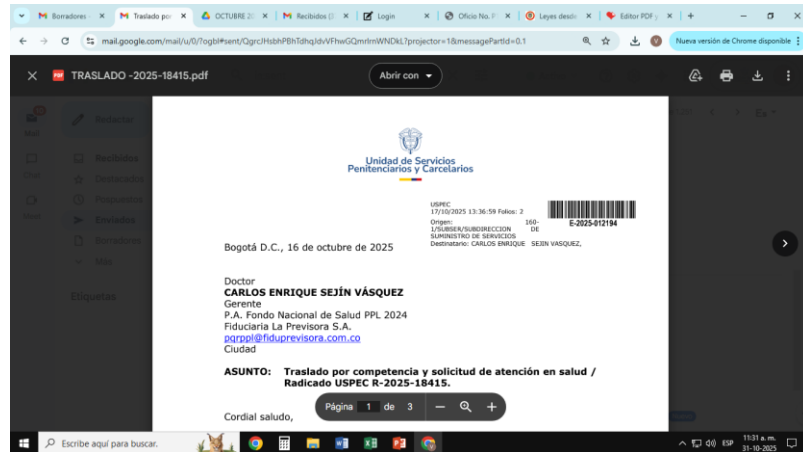 Borradores -
Traslado por
OCTUBRE 20
Recibidos (1
Login
Oficio No. F
Leyes desde
Editor PDF y
mail.google.com/mail/u/0/?ogbl#sent/QgrcJHsbhPBhTdhqJdvVFhwGQmrlmWNDkL?projector=1&messagePartId=0.1
Nueva versión de Chrome disponible
PDF TRASLADO -2025-18415.pdf
Abrir con
Redactar
Mail
Recibidos
Destacados
Pospuestos
Enviados
Borradores
Más
Etiquetas
Es
Unidad de Servicios
Penitenciarios y Carcelarios
USPEC
17/10/2025 13:36:59 Folios: 2
Origen: 160-
1/SUBSER/SUBDIRECCION DE
SUMINISTRO DE SERVICIOS
Destinatario: CARLOS ENRIQUE SEJIN VASQUEZ,
E-2025-012194
Bogotá D.C., 16 de octubre de 2025
Doctor
CARLOS ENRIQUE SEJÍN VÁSQUEZ
Gerente
P.A. Fondo Nacional de Salud PPL 2024
Fiduciaria La Previsora S.A.
pqrppl@fiduprevisora.com.co
Ciudad
ASUNTO: Traslado por competencia y solicitud de atención en salud /
Radicado USPEC R-2025-18415.
Cordial saludo,
Página 1 de 3
Escribe aquí para buscar.
ESP
11:31 a. m.
31-10-2025